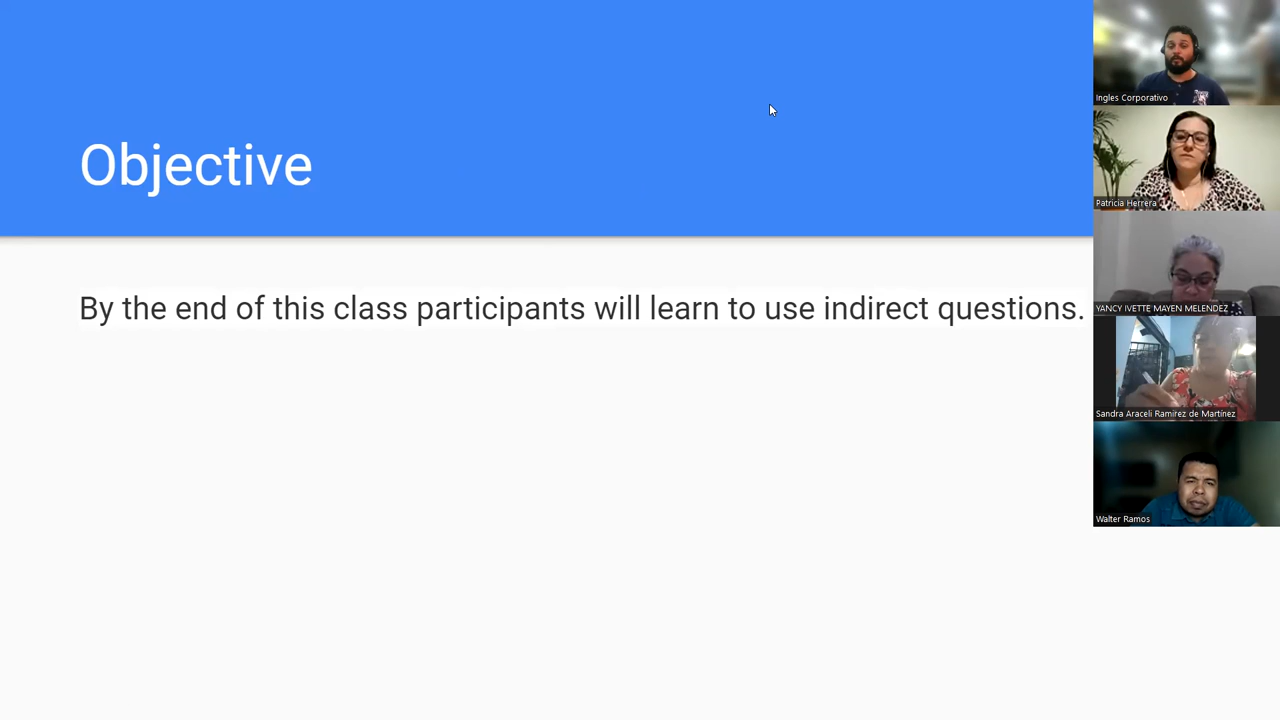 Objective
By the end of this class participants will learn to use indirect questions.
Ingles Corporativo
Patricia Herrera
YANCY IVETTE MAYEN MELENDEZ
Sandra Araceli Ramirez de Martínez
Walter Ramos